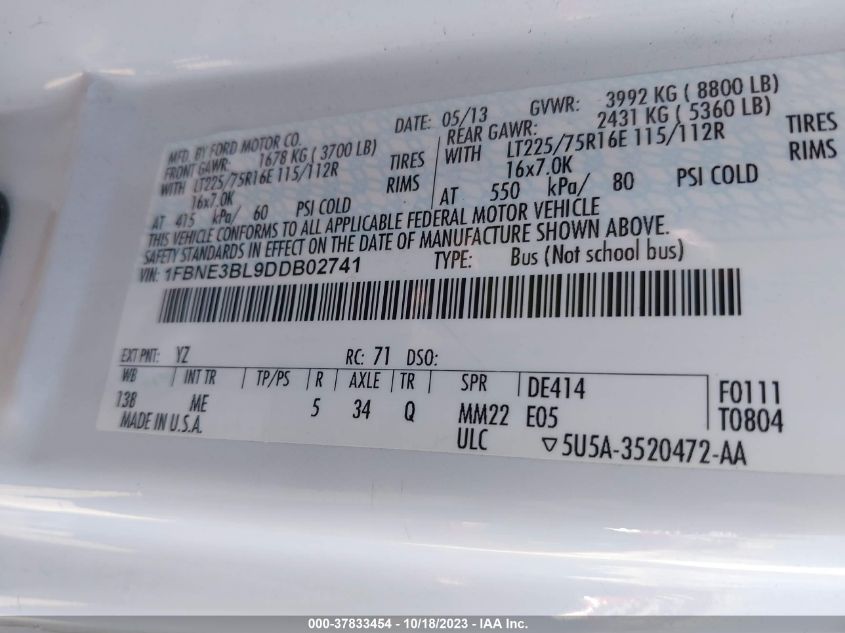 MFD. BY FORD MOTOR CO.
FRONT GAWR: 1678 KG ( 3700 LB)
WITH LT225/75R16E 115/112R TIRES
16x7.0K RIMS
AT 415 kPa/ 60 PSI COLD
DATE: 05/13 GVWR: 3992 KG ( 8800 LB)
REAR GAWR: 2431 KG ( 5360 LB)
WITH LT225/75R16E 115/112R TIRES
16x7.0K RIMS
AT 550 kPa/ 80 PSI COLD
THIS VEHICLE CONFORMS TO ALL APPLICABLE FEDERAL MOTOR VEHICLE
SAFETY STANDARDS IN EFFECT ON THE DATE OF MANUFACTURE SHOWN ABOVE.
VIN: 1FBNE3BL9DDB02741 TYPE: Bus (Not school bus)
EXT PNT: YZ RC: 71 DSO:
WB INT TR TP/PS R AXLE TR SPR DE414 F0111
138 ME 5 34 Q MM22 E05 T0804
MADE IN U.S.A. ULC 5U5A-3520472-AA
000-37833454 - 10/18/2023 - IAA Inc.